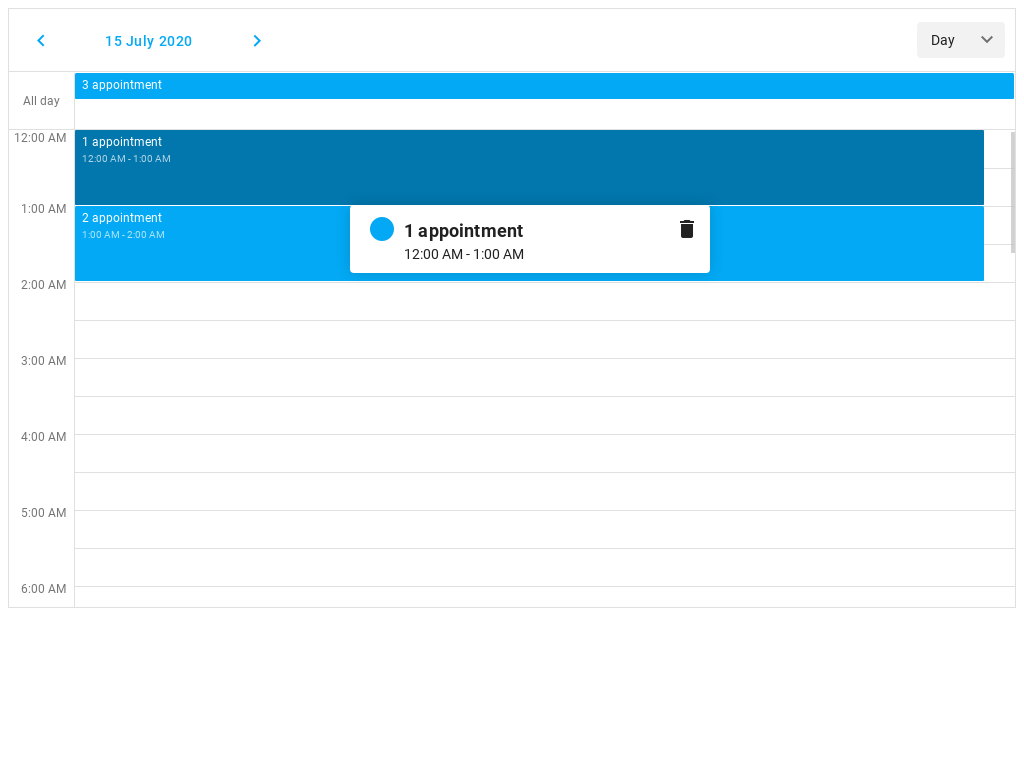 15 July 2020
Day
All day
3 appointment
12:00 AM
1 appointment
12:00 AM - 1:00 AM
1:00 AM
2 appointment
1:00 AM - 2:00 AM
1 appointment
12:00 AM - 1:00 AM
2:00 AM
3:00 AM
4:00 AM
5:00 AM
6:00 AM